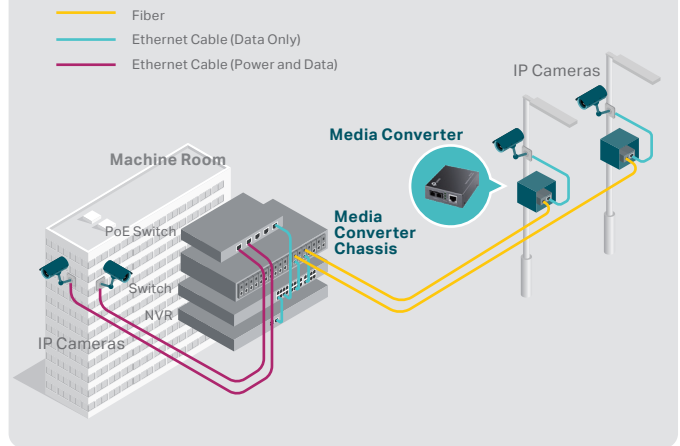 Fiber
Ethernet Cable (Data Only)
Ethernet Cable (Power and Data)
IP Cameras
Media Converter
Machine Room
Media
Converter
Chassis
PoE Switch
Switch
NVR
IP Cameras